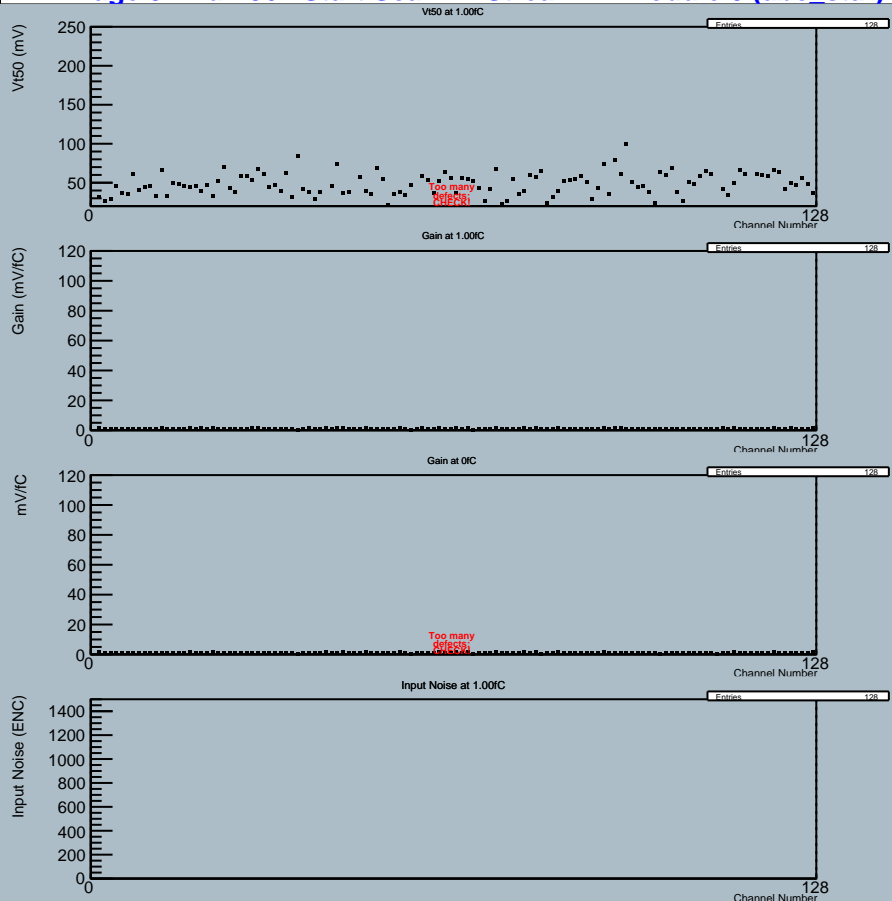 Vt50 at 1.00fC
Entries 128
Vt50 (mV)
250
200
150
100
50
Too many
defects:
CHECK!
0
128
Channel Number
Gain at 1.00fC
Entries 128
Gain (mV/fC)
120
100
80
60
40
20
0
0
128
Channel Number
Gain at 0fC
Entries 128
mV/fC
120
100
80
60
40
20
0
Too many
defects:
0
128
Channel Number
Input Noise at 1.00fC
Entries 128
Input Noise (ENC)
1400
1200
1000
800
600
400
200
0
0
128
Channel Number